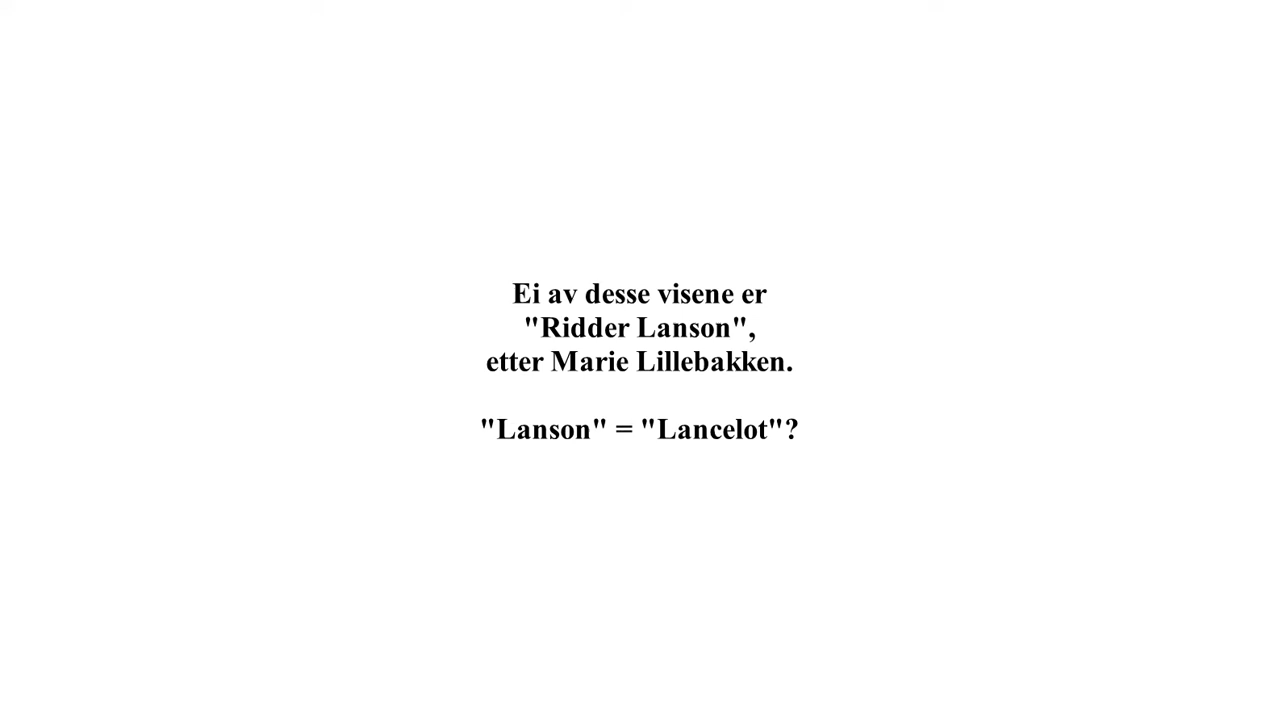 Ei av desse visene er
"Ridder Lanson",
etter Marie Lillebakken.
"Lanson" = "Lancelot"?